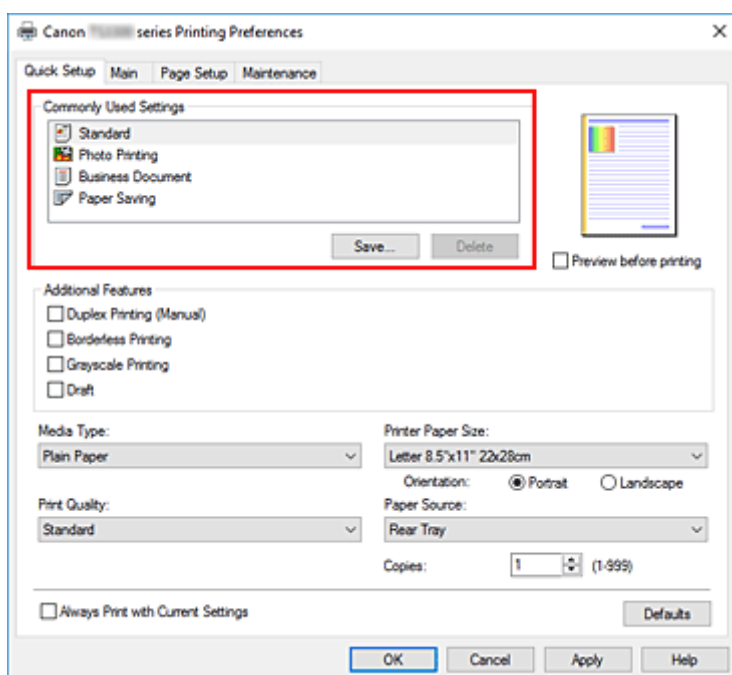 Canon series Printing Preferences
Quick Setup Main Page Setup Maintenance
Commonly Used Settings
Standard
Photo Printing
Business Document
Paper Saving
Save... Delete
Preview before printing
Additional Features
Duplex Printing (Manual)
Borderless Printing
Grayscale Printing
Draft
Media Type: Printer Paper Size:
Plain Paper Letter 8.5"x11" 22x28cm
Orientation: Portrait Landscape
Print Quality: Paper Source:
Standard Rear Tray
Copies: 1 (1-999)
Always Print with Current Settings Defaults
OK Cancel Apply Help